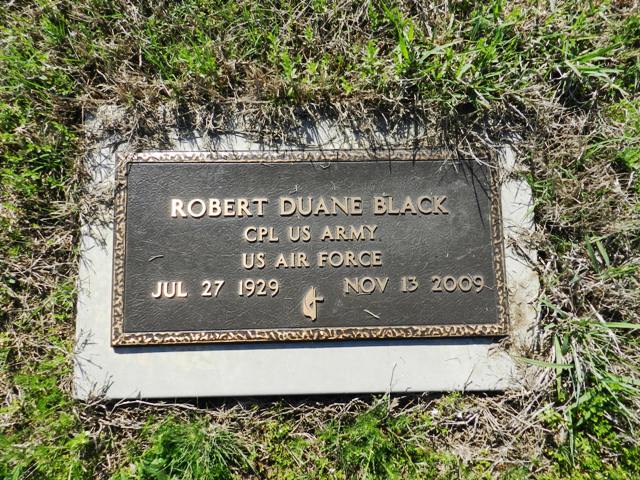 ROBERT DUANE BLACK
CPL US ARMY
US AIR FORCE
JUL 27 1929 NOV 13 2009